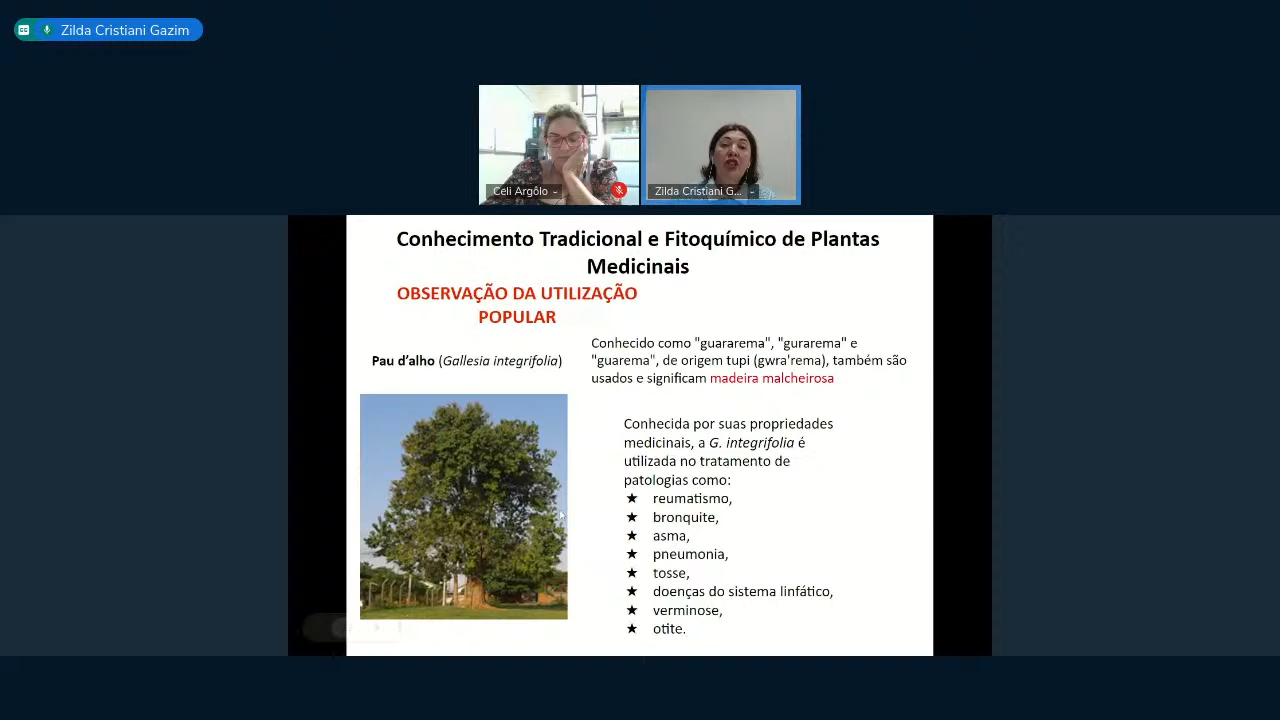 Zilda Cristiani Gazim
Celi Argôlo
Zilda Cristiani G...
Conhecimento Tradicional e Fitoquímico de Plantas
Medicinais
OBSERVAÇÃO DA UTILIZAÇÃO
POPULAR
Pau d'alho (Gallesia integrifolia)
Conhecido como "guararema", "gurarema" e
"guarema", de origem tupi (gwra'rema), também são
usados e significam madeira malcheirosa
Conhecida por suas propriedades
medicinais, a G. integrifolia é
utilizada no tratamento de
patologias como:
★ reumatismo,
★ bronquite,
★ asma,
★ pneumonia,
★ tosse,
★ doenças do sistema linfático,
★ verminose,
★ otite.